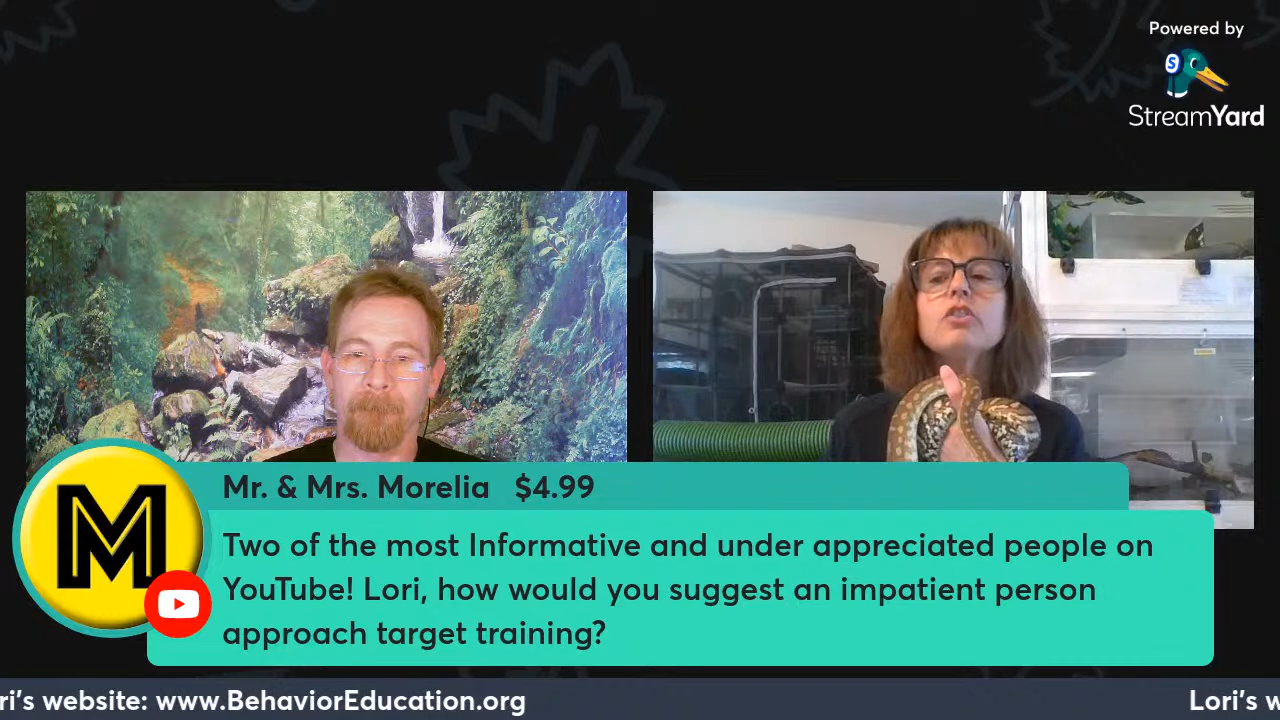 Powered by
S
StreamYard
M
Mr. & Mrs. Morelia $4.99
Two of the most Informative and under appreciated people on
YouTube! Lori, how would you suggest an impatient person
approach target training?
ri's website: www.BehaviorEducation.org
Lori's w